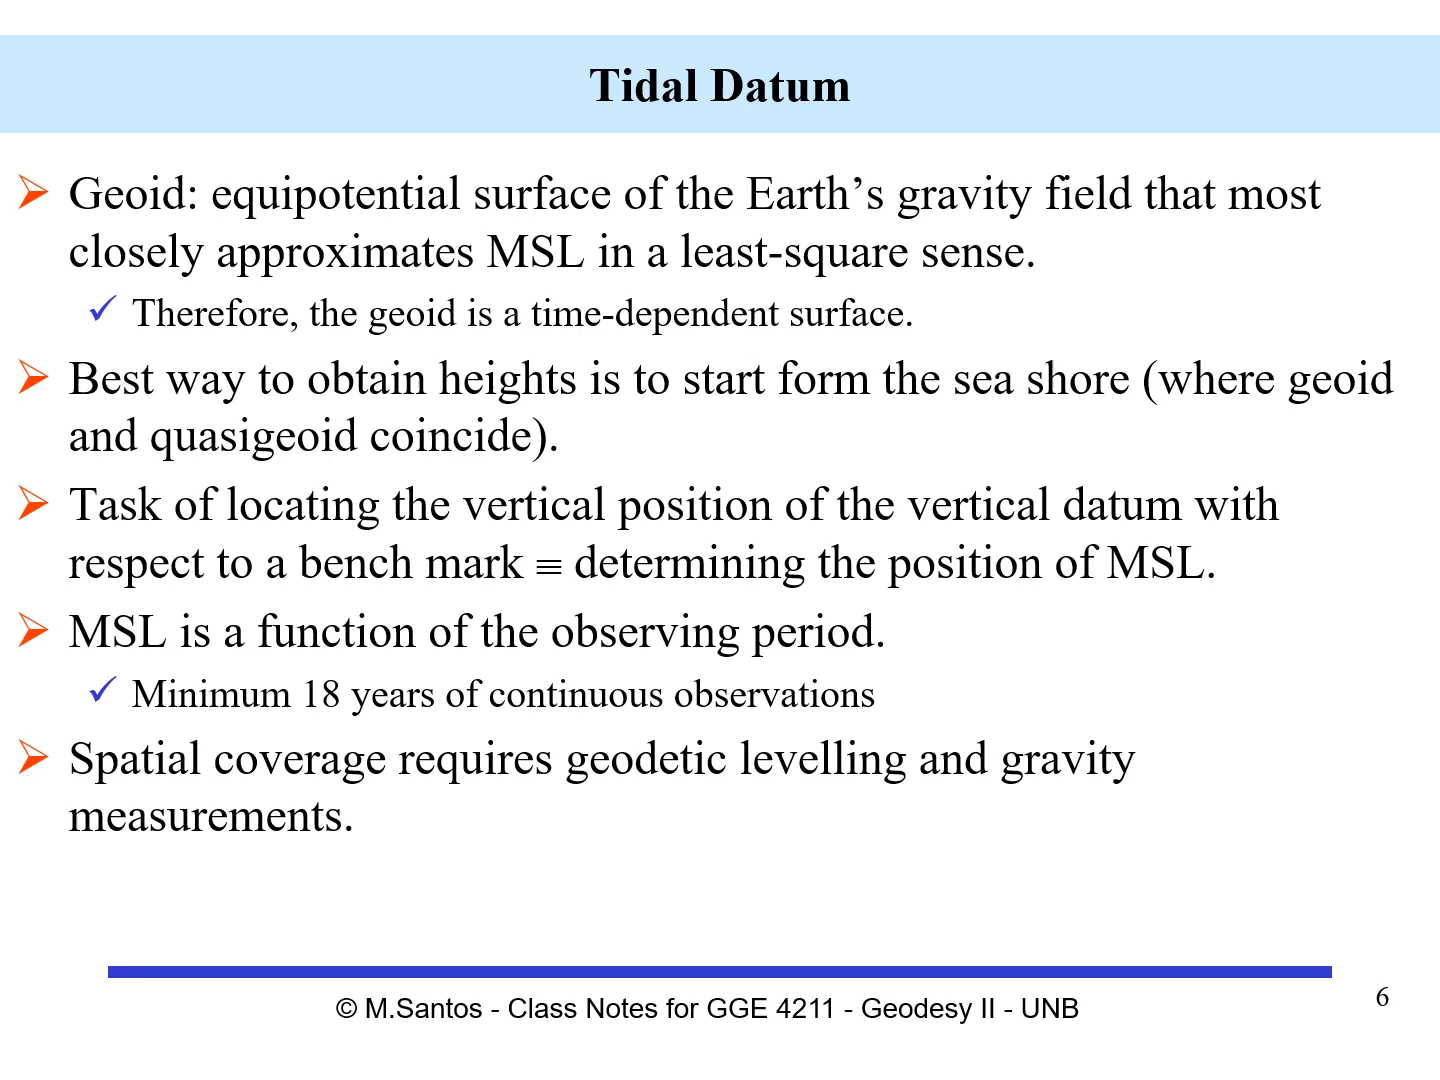 Tidal Datum
Geoid: equipotential surface of the Earth’s gravity field that most
closely approximates MSL in a least-square sense.
Therefore, the geoid is a time-dependent surface.
Best way to obtain heights is to start form the sea shore (where geoid
and quasigeoid coincide).
Task of locating the vertical position of the vertical datum with
respect to a bench mark ≡ determining the position of MSL.
MSL is a function of the observing period.
Minimum 18 years of continuous observations
Spatial coverage requires geodetic levelling and gravity
measurements.
© M.Santos - Class Notes for GGE 4211 - Geodesy II - UNB
6